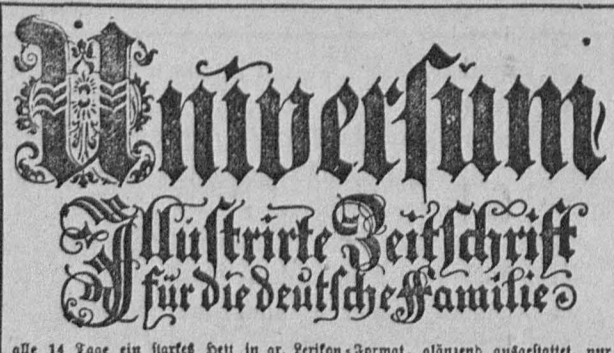 Universum
Illustrirte Zeitschrift
für die deutsche Familie
alle 14 Tage ein starkes Heft in gr. Lexikon-Format, glänzend ausgestattet, nur